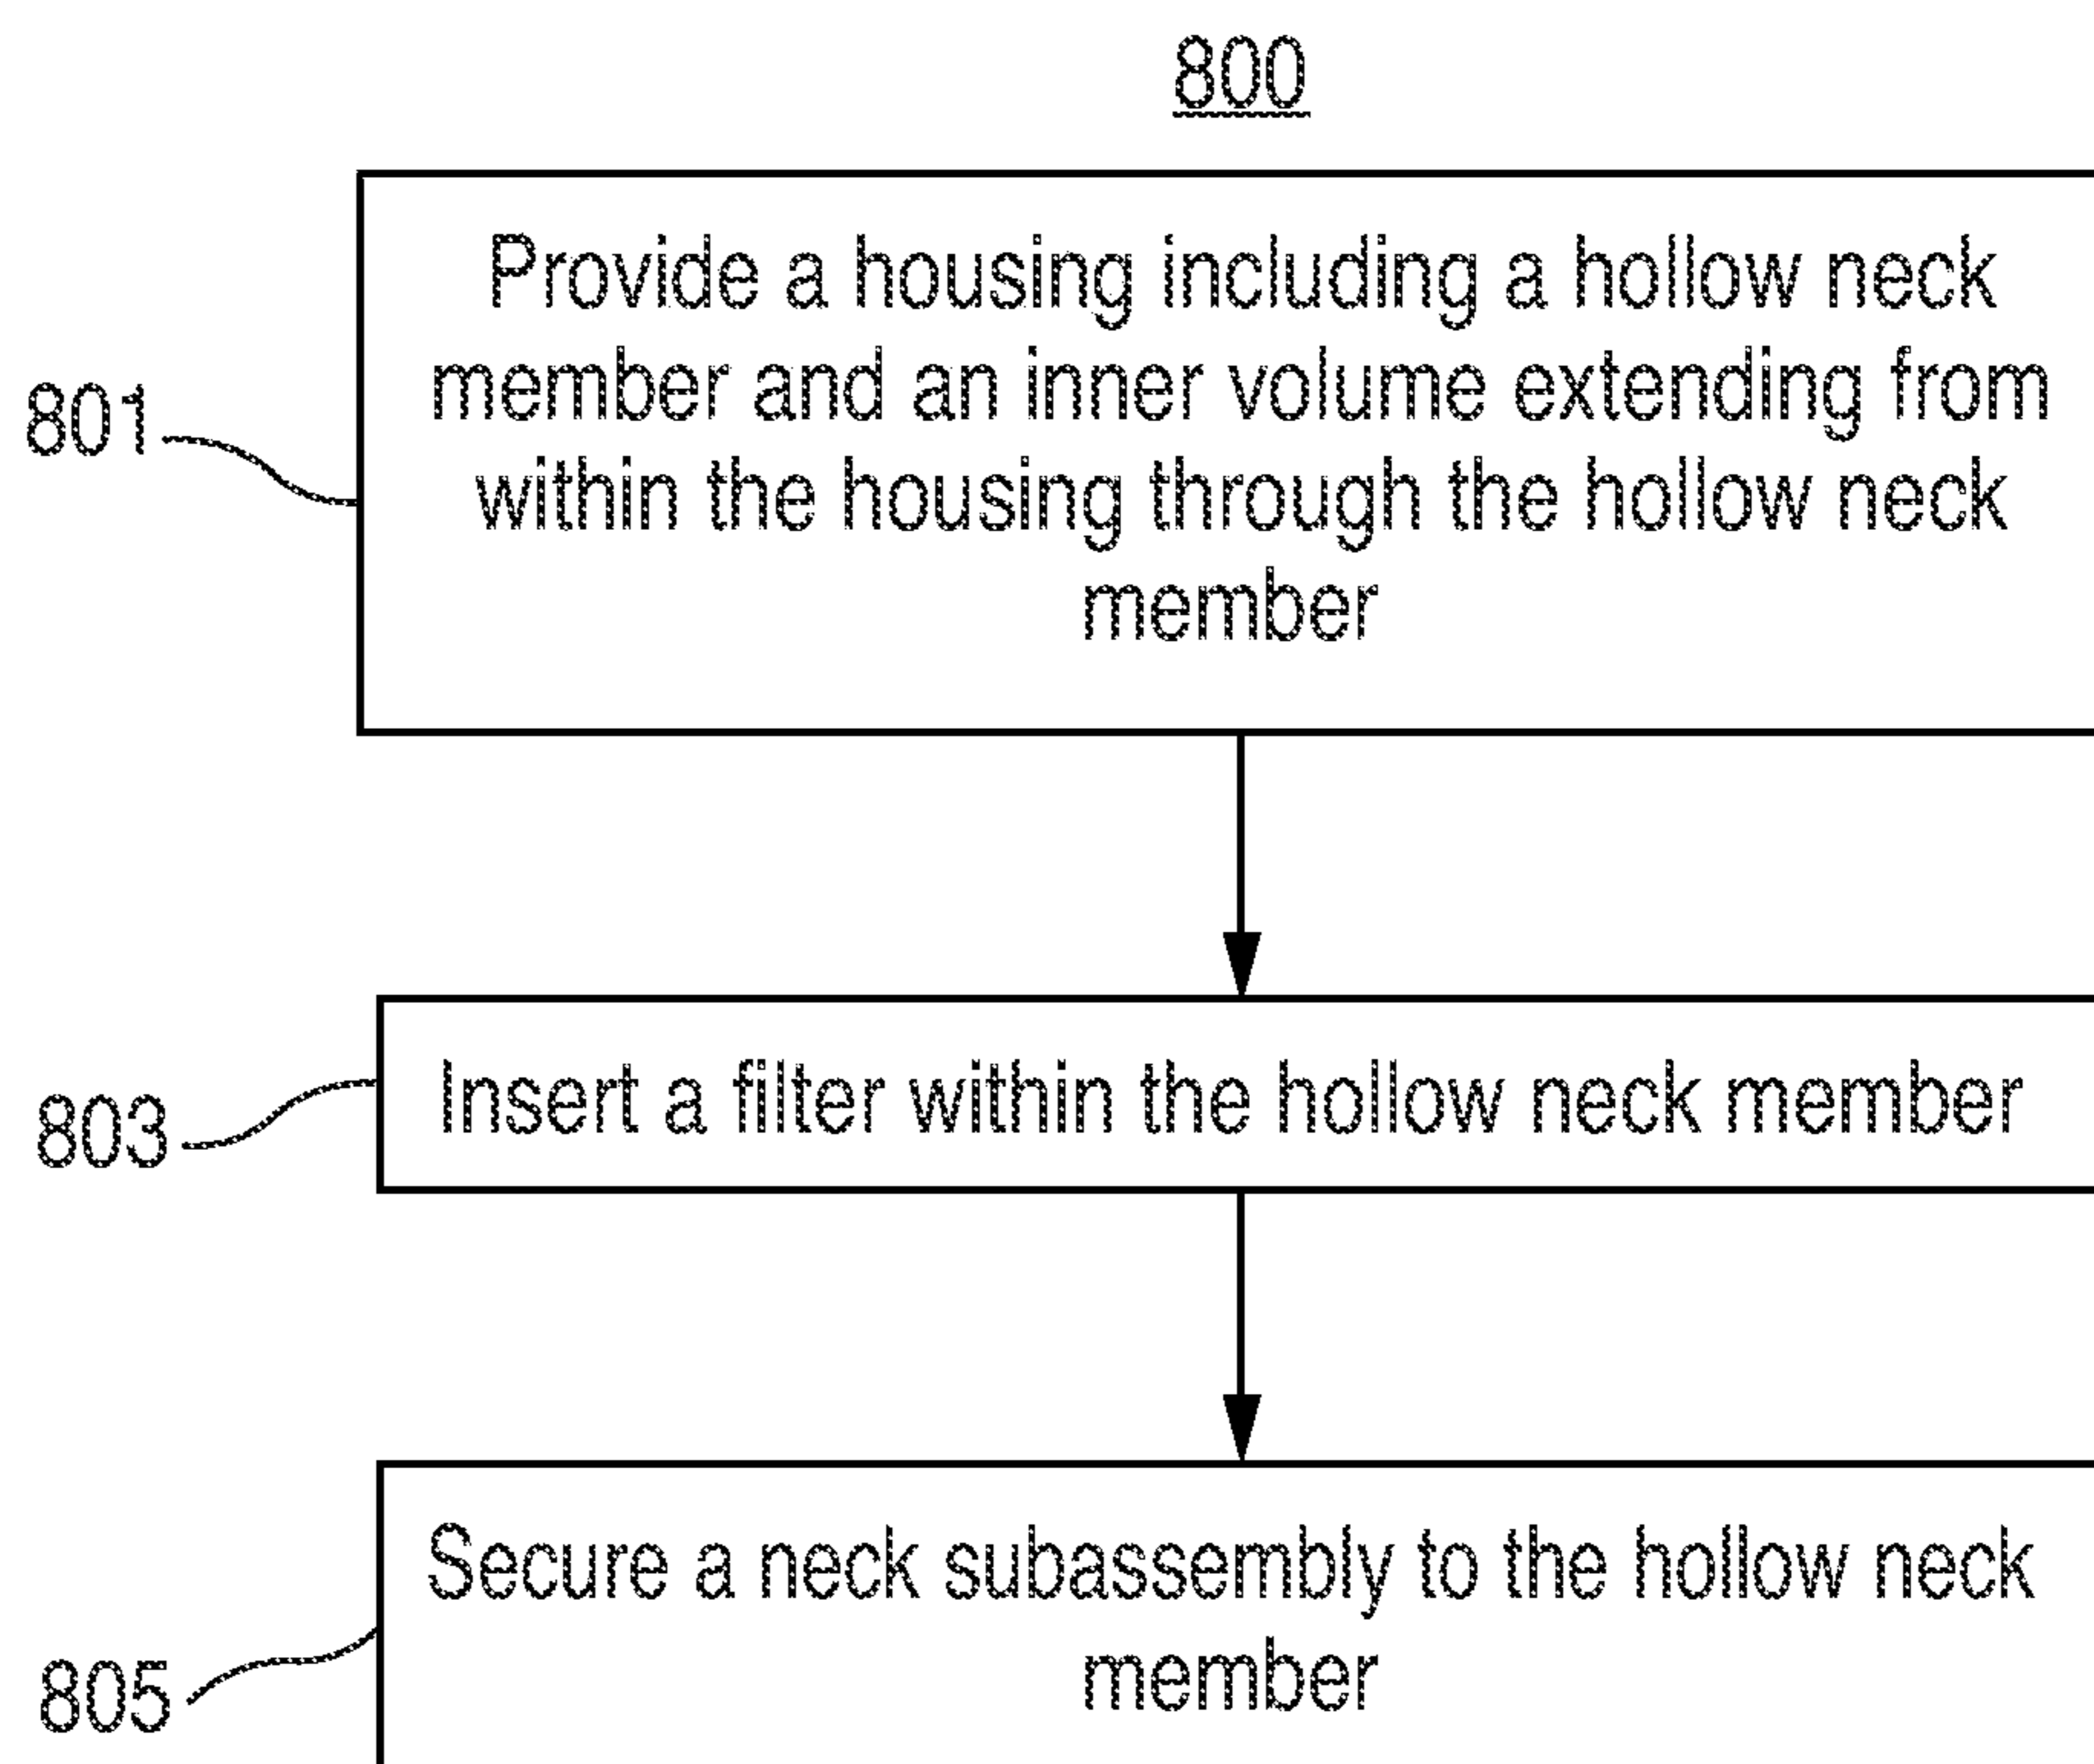 800
Provide a housing including a hollow neck
member and an inner volume extending from
within the housing through the hollow neck
member
801
Insert a filter within the hollow neck member
803
Secure a neck subassembly to the hollow neck
member
805